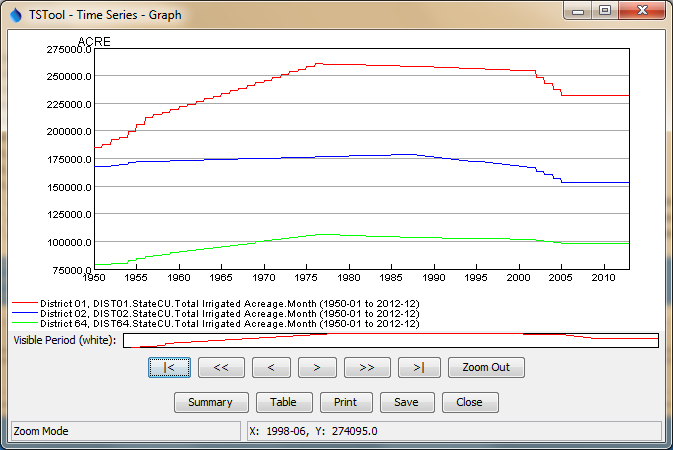 TSTool - Time Series - Graph
ACRE
275000.0
250000.0
225000.0
200000.0
175000.0
150000.0
125000.0
100000.0
75000.0
1950 1955 1960 1965 1970 1975 1980 1985 1990 1995 2000 2005 2010
District 01, DIST01.StateCU.Total Irrigated Acreage.Month (1950-01 to 2012-12)
District 02, DIST02.StateCU.Total Irrigated Acreage.Month (1950-01 to 2012-12)
District 64, DIST64.StateCU.Total Irrigated Acreage.Month (1950-01 to 2012-12)
Visible Period (white):
|< << < > >> >| Zoom Out
Summary Table Print Save Close
Zoom Mode X: 1998-06, Y: 274095.0